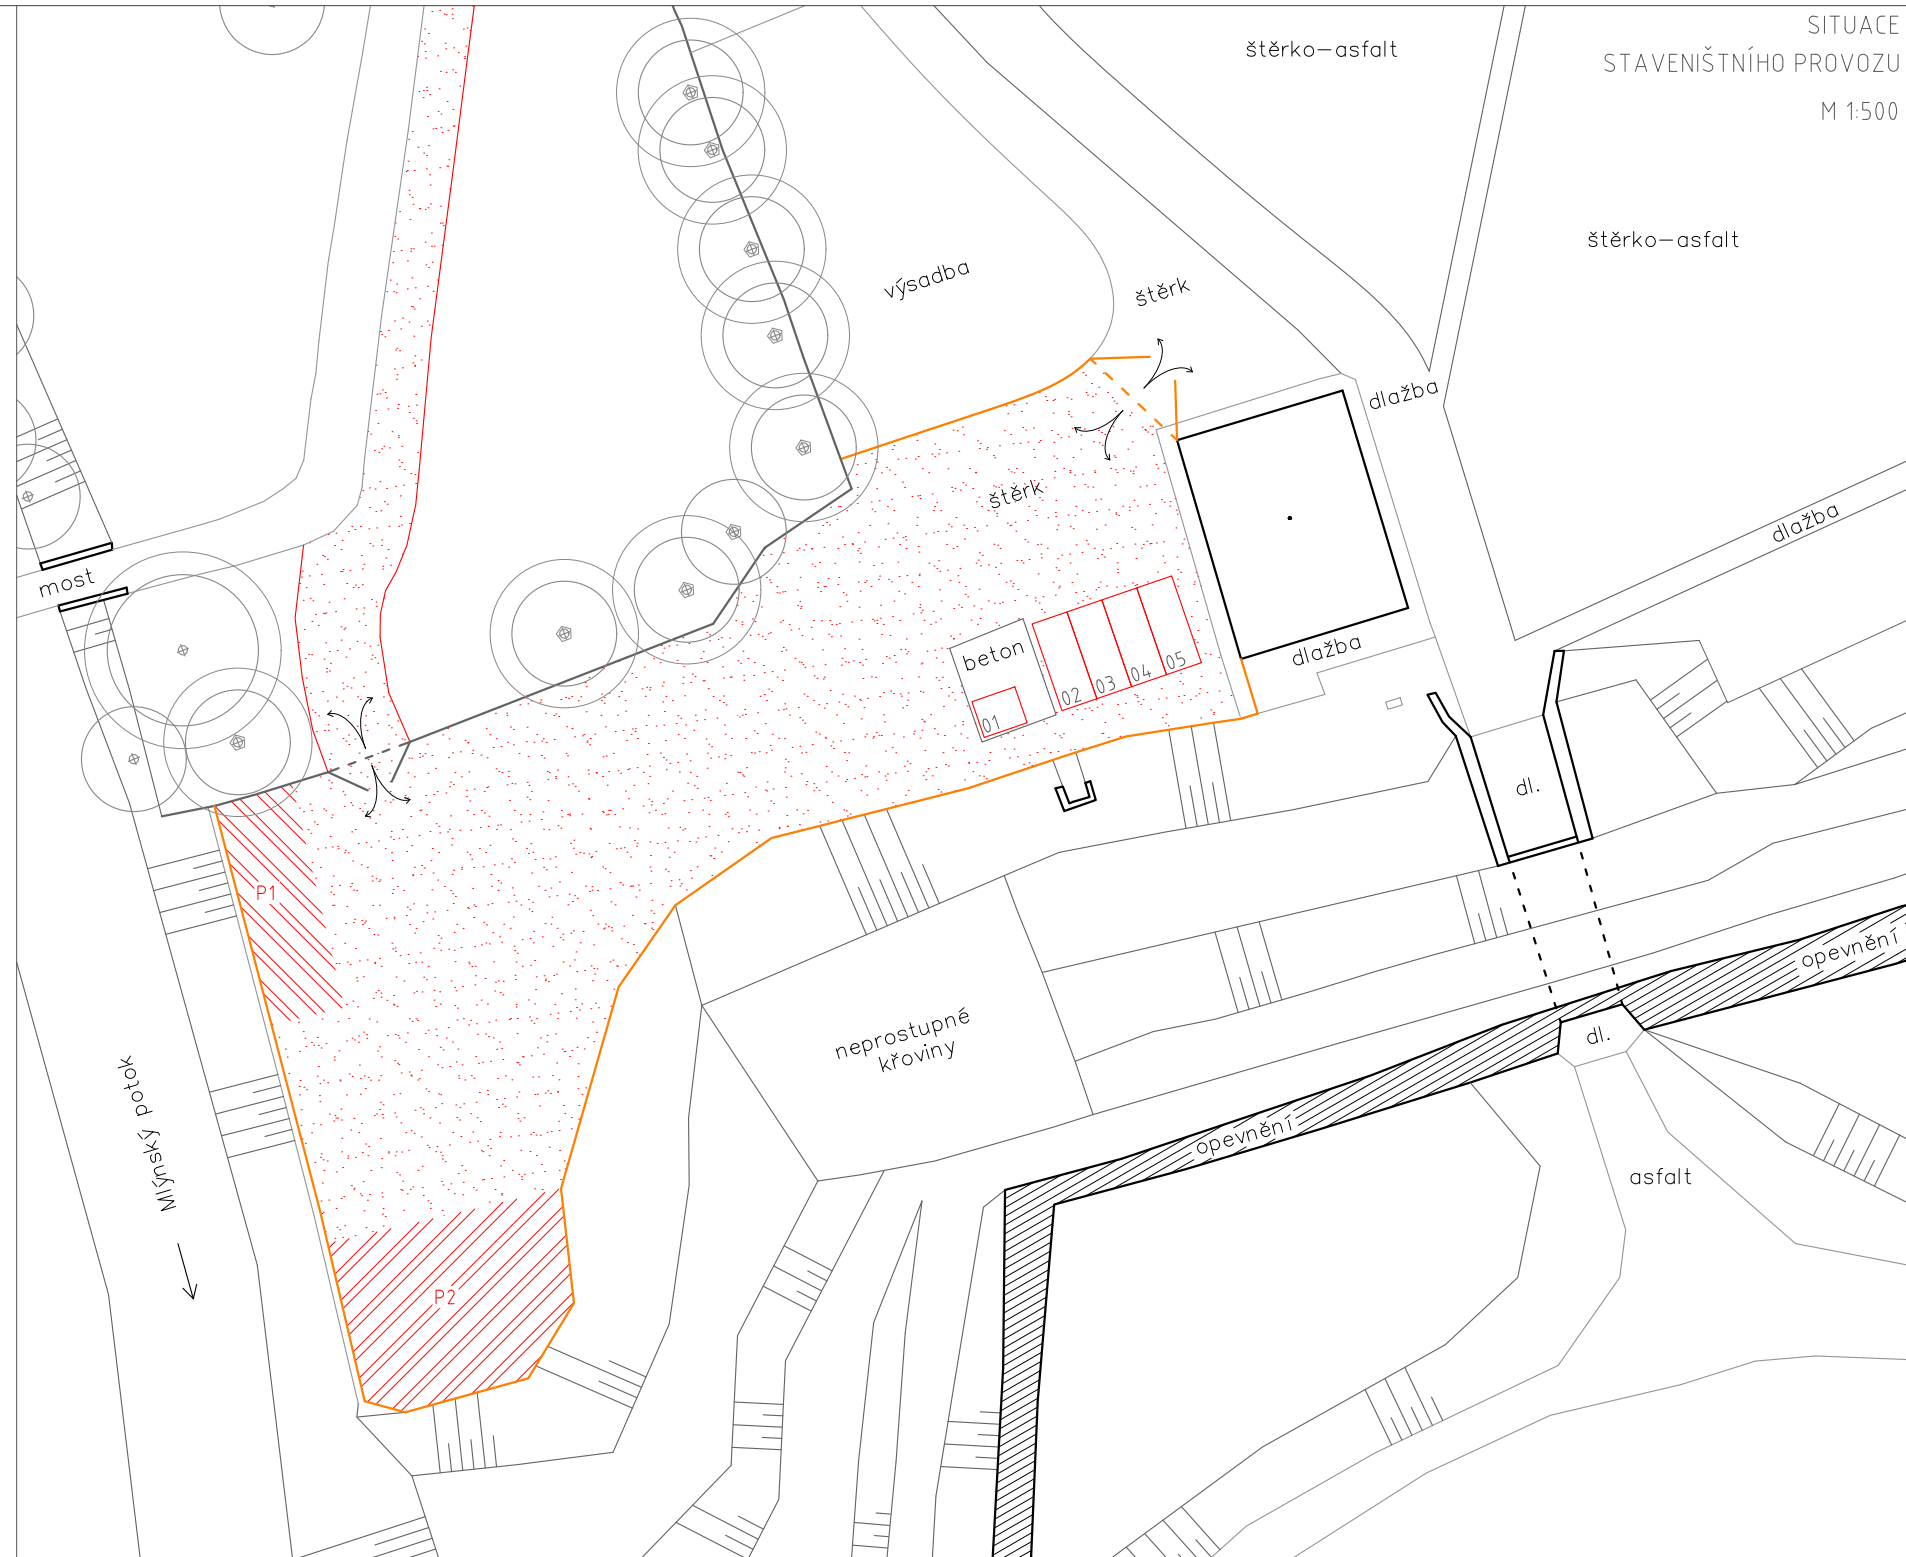 SITUACE
STAVENIŠTNÍHO PROVOZU
M 1:500
štěrko–asfalt
štěrko–asfalt
výsadba
štěrk
dlažba
štěrk
dlažba
most
beton
dlažba
01
02
03
04
05
dl.
P1
opevnění
neprostupné
křoviny
dl.
Mlýnský potok
opevnění
asfalt
P2